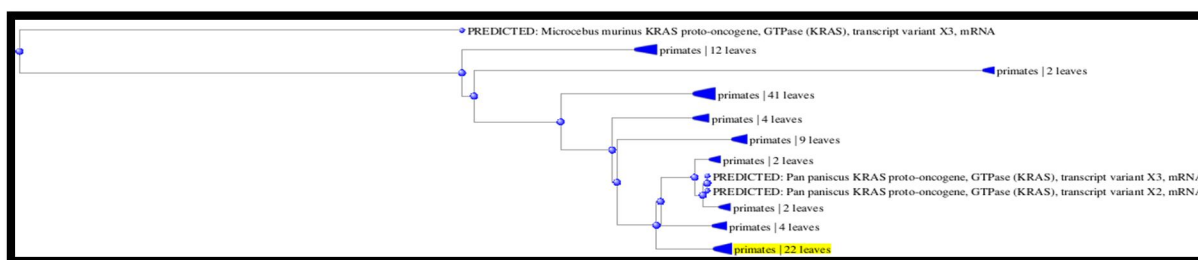 PREDICTED: Microcebus murinus KRAS proto-oncogene, GTPase (KRAS), transcript variant X3, mRNA
primates | 12 leaves
primates | 2 leaves
primates | 41 leaves
primates | 4 leaves
primates | 9 leaves
primates | 2 leaves
PREDICTED: Pan paniscus KRAS proto-oncogene, GTPase (KRAS), transcript variant X3, mRNA
PREDICTED: Pan paniscus KRAS proto-oncogene, GTPase (KRAS), transcript variant X2, mRNA
primates | 2 leaves
primates | 4 leaves
primates | 22 leaves